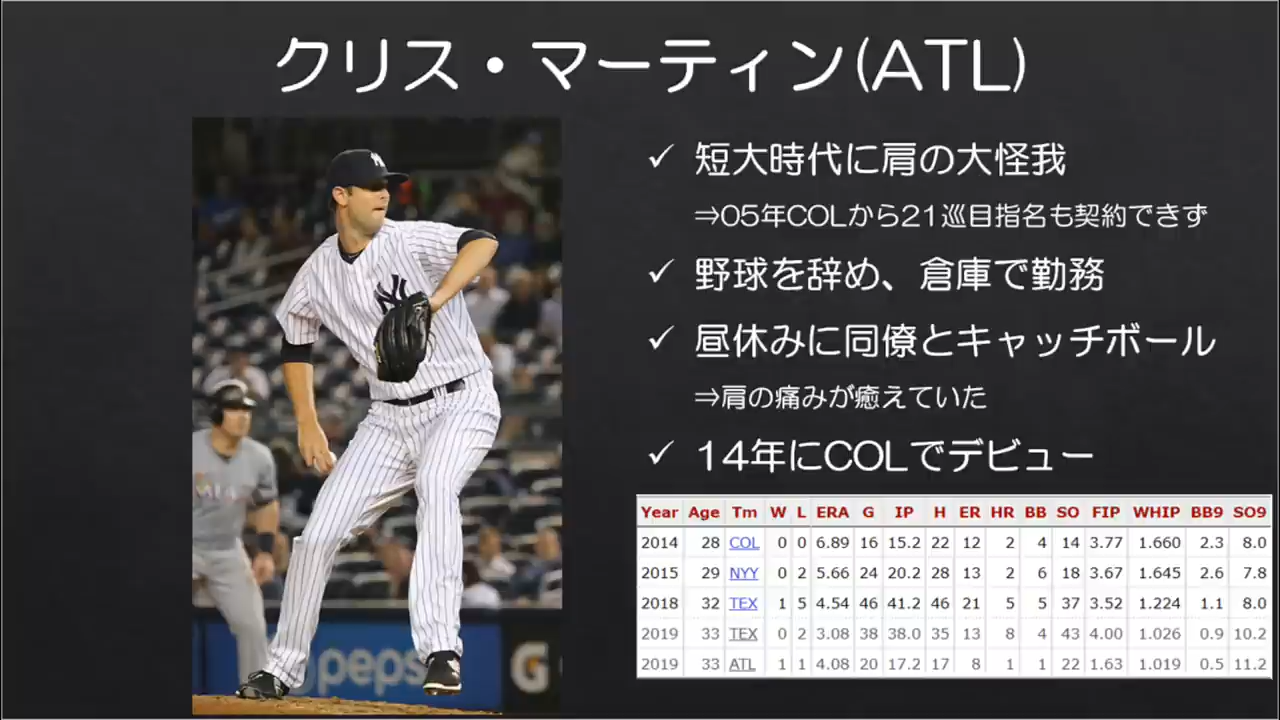 クリス・マーティン(ATL)
✓ 短大時代に肩の大怪我
⇒05年COLから21巡目指名も契約できず
✓ 野球を辞め、倉庫で勤務
✓ 昼休みに同僚とキャッチボール
⇒肩の痛みが癒えていた
✓ 14年にCOLでデビュー
Year Age Tm W L ERA G IP H ER HR BB SO FIP WHIP BB9 SO9
2014 28 COL 0 0 6.89 16 15.2 22 12 2 4 14 3.77 1.660 2.3 8.0
2015 29 NYY 0 2 5.66 24 20.2 28 13 2 6 18 3.67 1.645 2.6 7.8
2018 32 TEX 1 5 4.54 46 41.2 46 21 5 5 37 3.52 1.224 1.1 8.0
2019 33 TEX 0 2 3.08 38 38.0 35 13 8 4 43 4.00 1.026 0.9 10.2
2019 33 ATL 1 1 4.08 20 17.2 17 8 1 1 22 1.63 1.019 0.5 11.2
NY
NY
MIAMI
pepsi
G